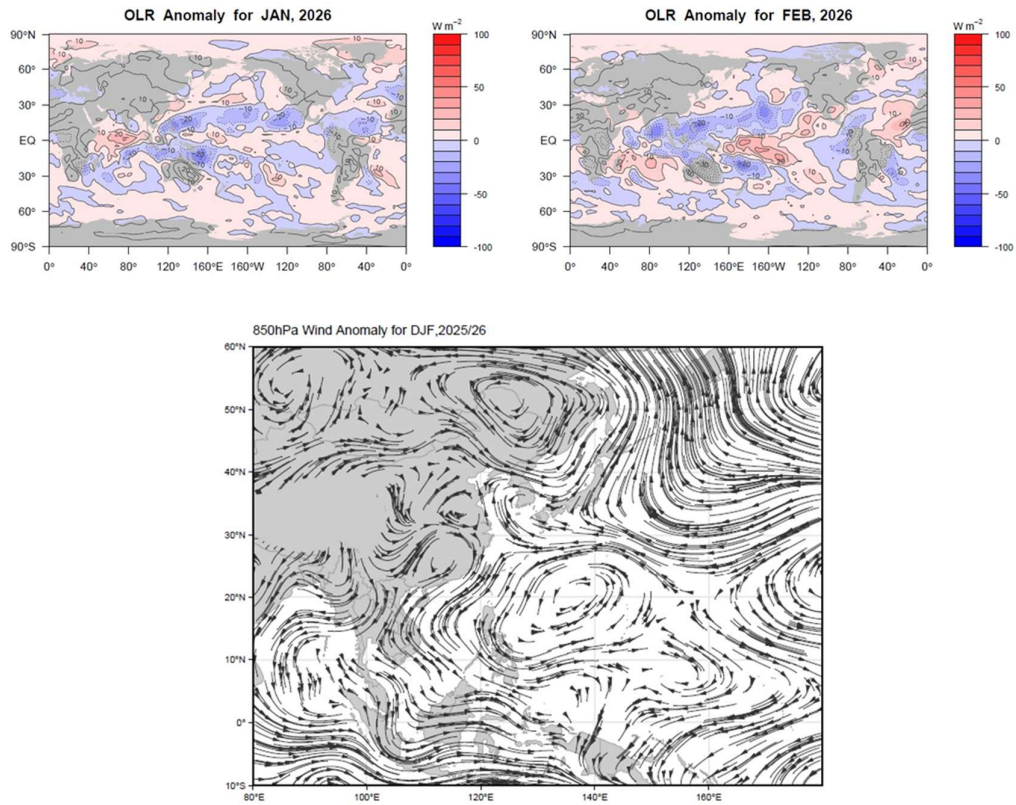 OLR Anomaly for JAN, 2026
W m−2
90°N
60°
30°
EQ
30°
60°
90°S
0° 40° 80° 120° 160°E 160°W 120° 80° 40° 0°
100
50
0
-50
-100
OLR Anomaly for FEB, 2026
W m−2
90°N
60°
30°
EQ
30°
60°
90°S
0° 40° 80° 120° 160°E 160°W 120° 80° 40° 0°
100
50
0
-50
-100
850hPa Wind Anomaly for DJF,2025/26
60°N
50°N
40°N
30°N
20°N
10°N
0°
10°S
80°E 100°E 120°E 140°E 160°E